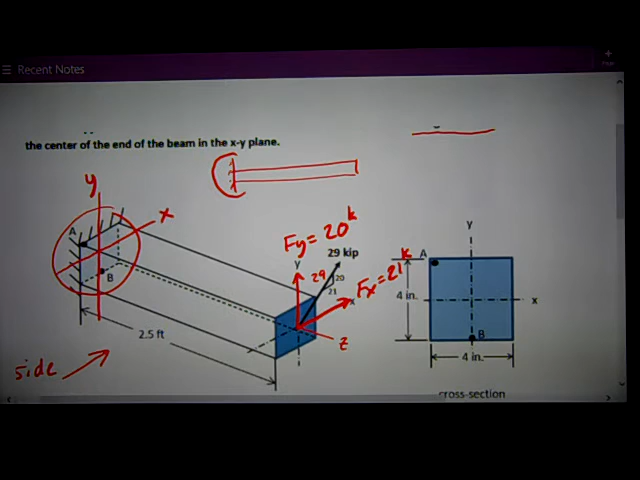 Recent Notes
the center of the end of the beam in the x-y plane.
y
x
A
B
Fy = 20k
29 kip
y
29
20
21
x
Fx = 21k
z
2.5 ft
side
y
A
4 in.
x
B
4 in.
cross-section